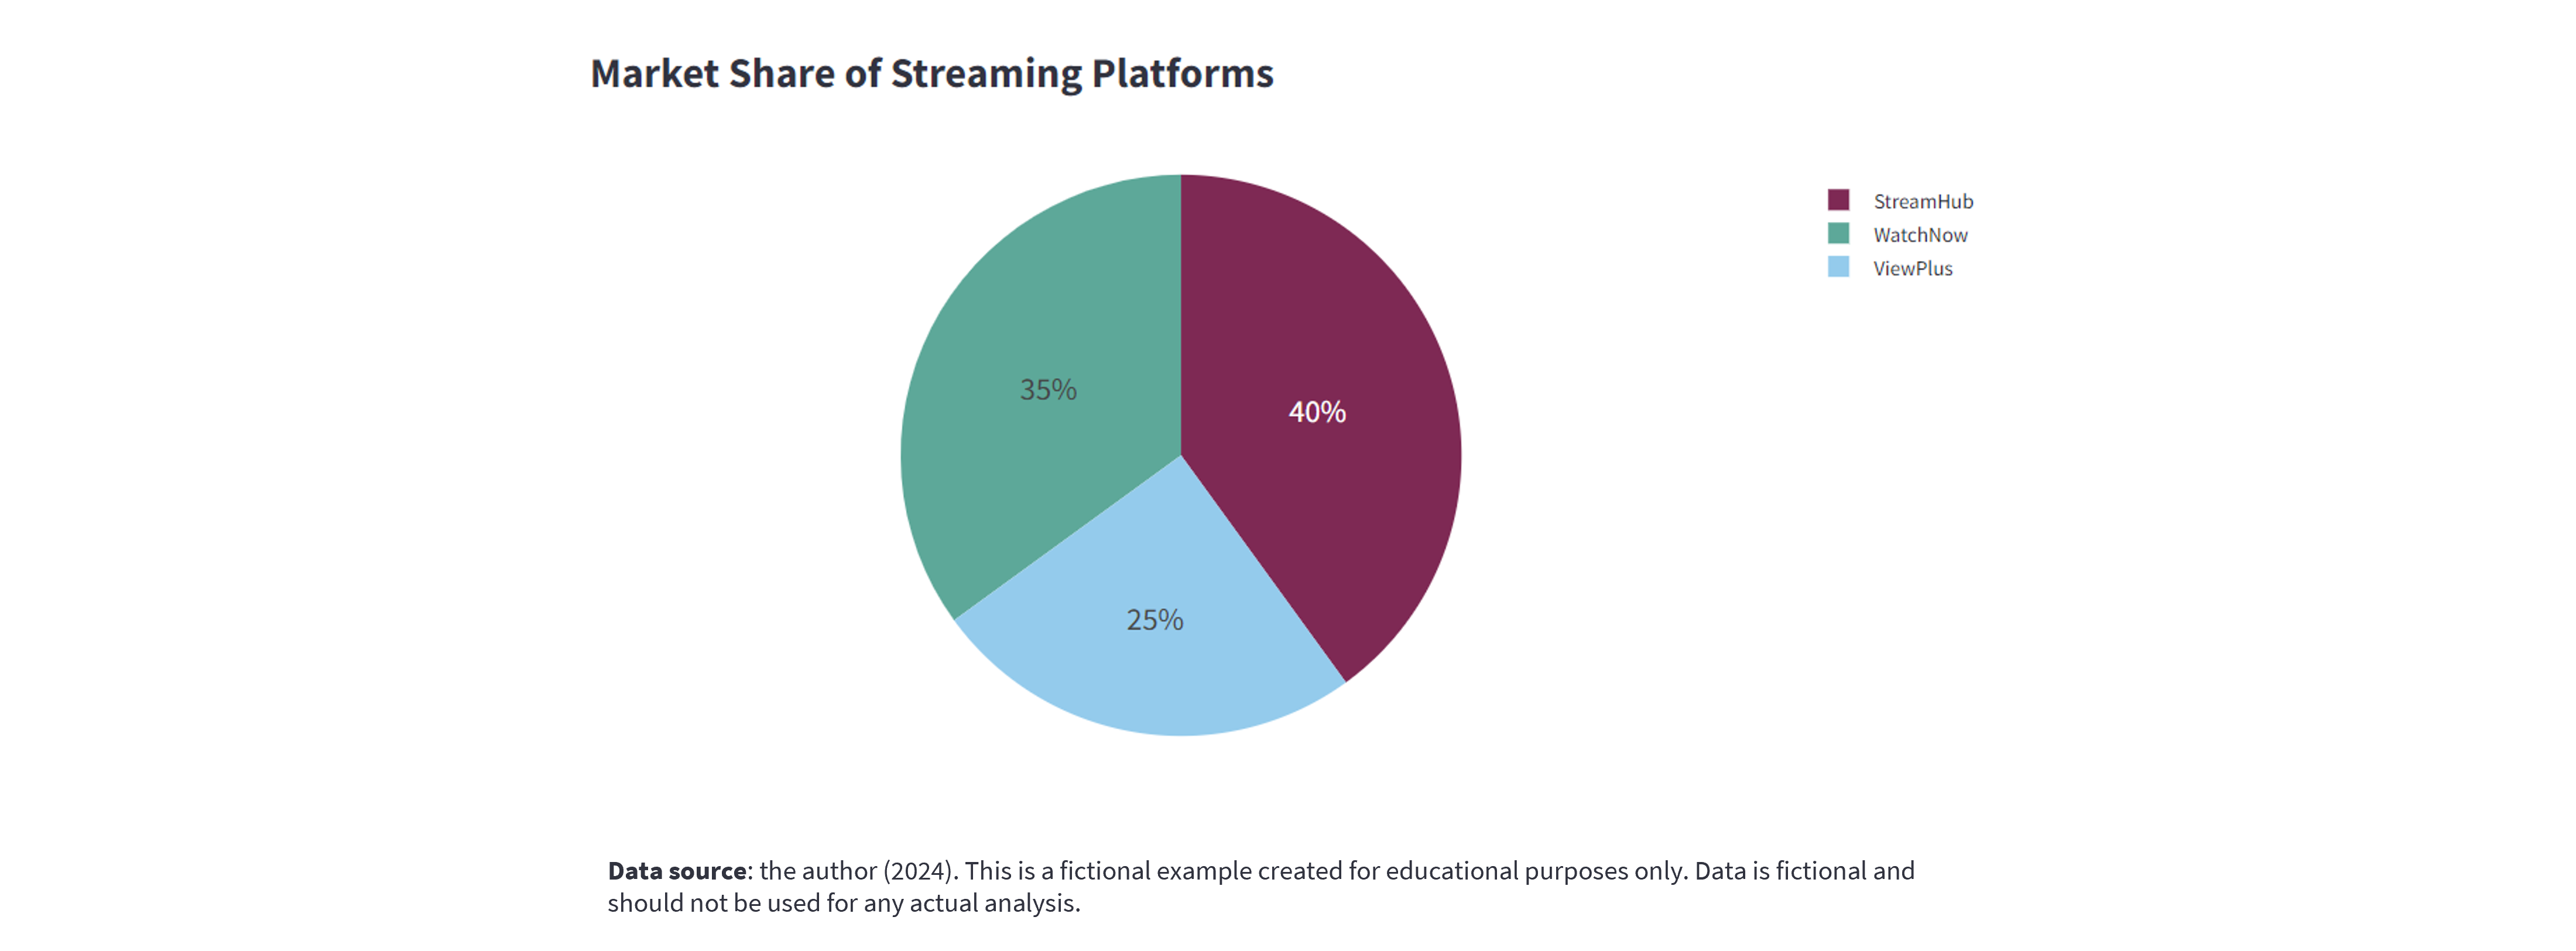 Market Share of Streaming Platforms
StreamHub
WatchNow
ViewPlus
35%
40%
25%
Data source: the author (2024). This is a fictional example created for educational purposes only. Data is fictional and
should not be used for any actual analysis.